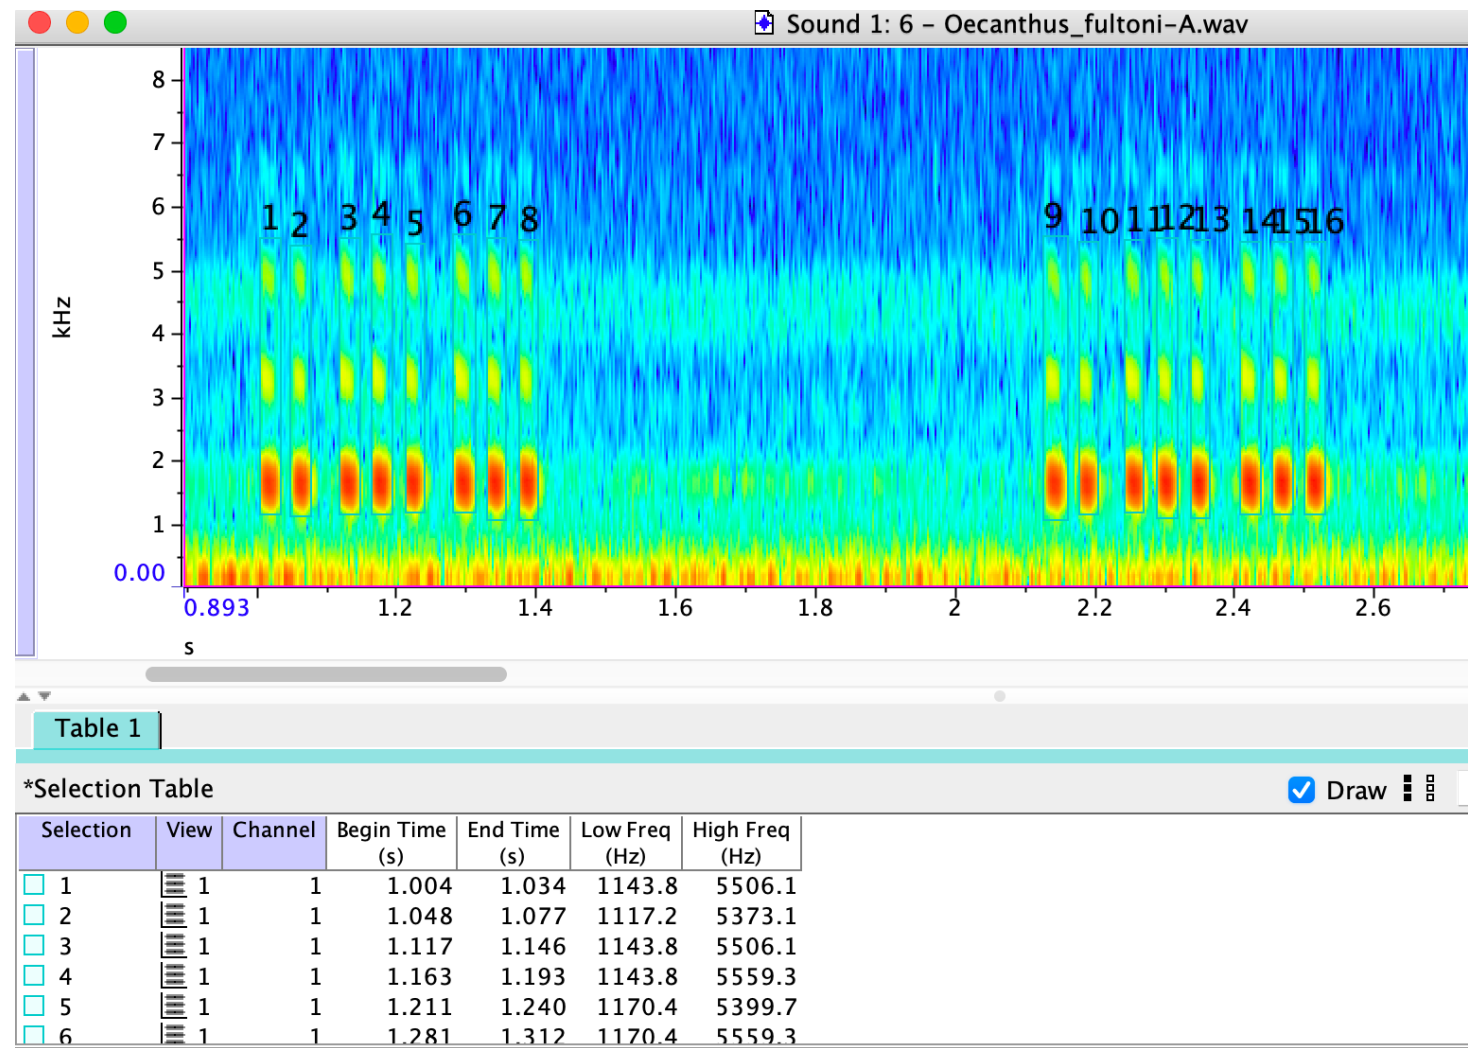 Sound 1: 6 – Oecanthus_fultoni-A.wav
8
7
6
5
4
3
2
1
0.00
kHz
1 2 3 4 5 6 7 8 9 10 11 12 13 14 15 16
0.893 1.2 1.4 1.6 1.8 2 2.2 2.4 2.6
s
Table 1
*Selection Table Draw
Selection View Channel Begin Time (s) End Time (s) Low Freq (Hz) High Freq (Hz)
1 1 1 1.004 1.034 1143.8 5506.1
2 1 1 1.048 1.077 1117.2 5373.1
3 1 1 1.117 1.146 1143.8 5506.1
4 1 1 1.163 1.193 1143.8 5559.3
5 1 1 1.211 1.240 1170.4 5399.7
6 1 1 1.281 1.312 1170.4 5559.3